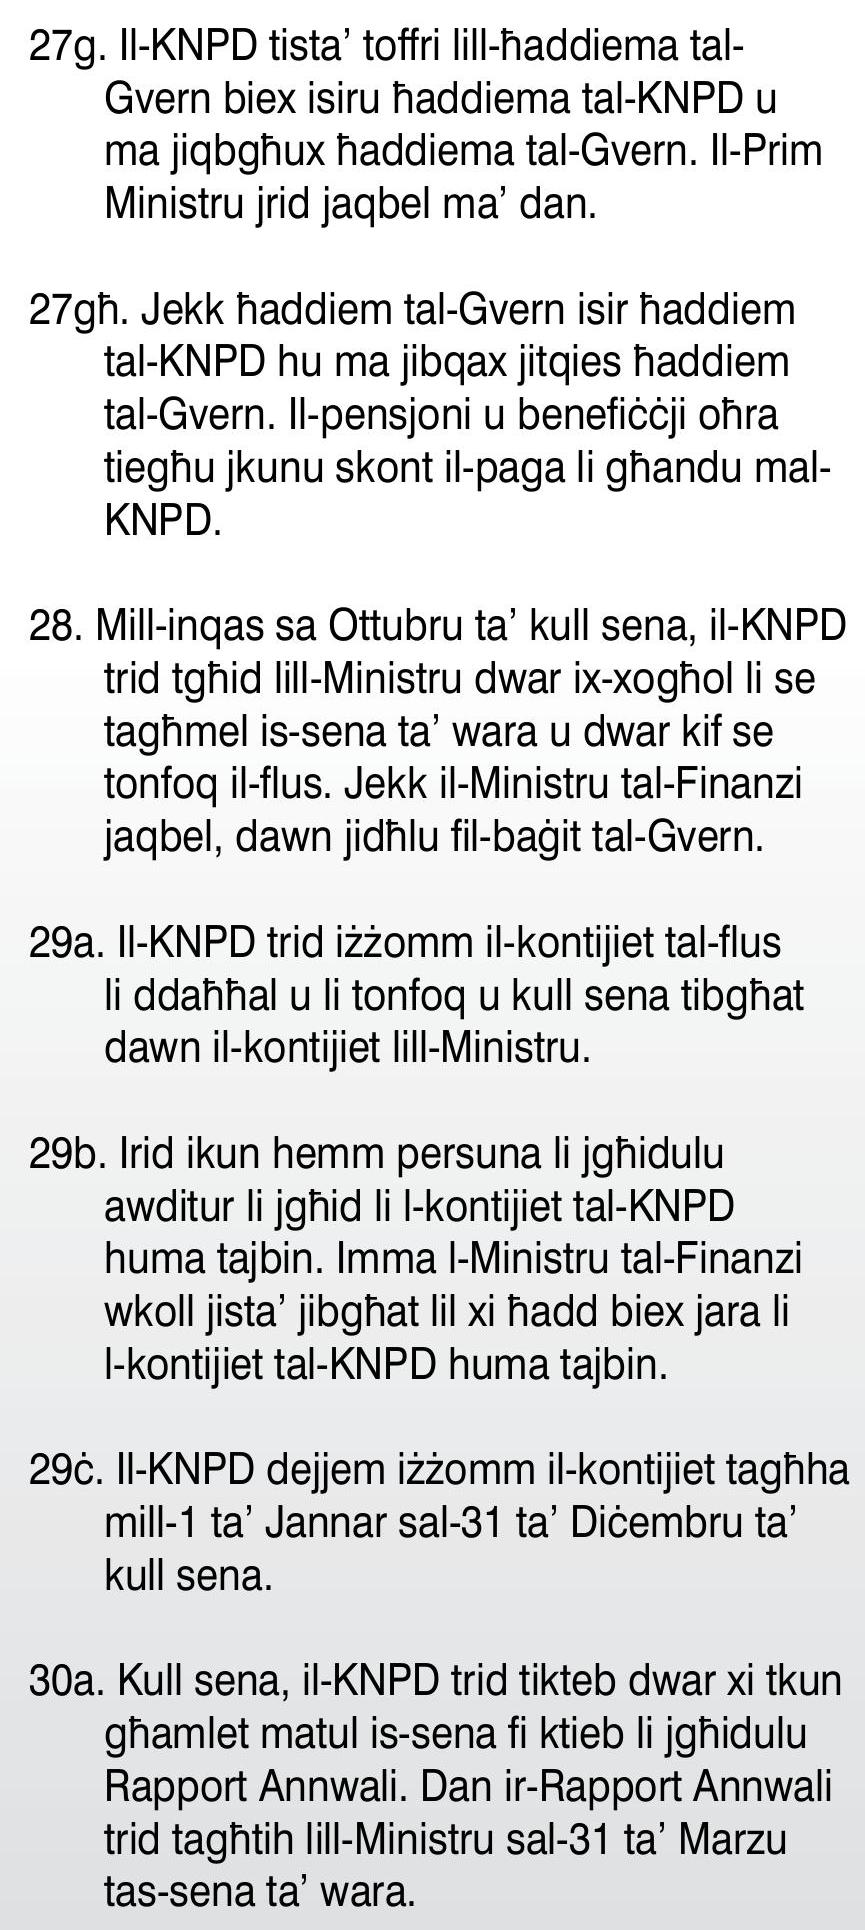 27g. Il-KNPD tista’ toffri lill-ħaddiema tal-
Gvern biex isiru ħaddiema tal-KNPD u
ma jiqbgħux ħaddiema tal-Gvern. Il-Prim
Ministru jrid jaqbel ma’ dan.
27għ. Jekk ħaddiem tal-Gvern isir ħaddiem
tal-KNPD hu ma jibqax jitqies ħaddiem
tal-Gvern. Il-pensjoni u benefiċċji oħra
tiegħu jkunu skont il-paga li għandu mal-
KNPD.
28. Mill-inqas sa Ottubru ta’ kull sena, il-KNPD
trid tgħid lill-Ministru dwar ix-xogħol li se
tagħmel is-sena ta’ wara u dwar kif se
tonfoq il-flus. Jekk il-Ministru tal-Finanzi
jaqbel, dawn jidħlu fil-baġit tal-Gvern.
29a. Il-KNPD trid iżżomm il-kontijiet tal-flus
li ddaħħal u li tonfoq u kull sena tibgħat
dawn il-kontijiet lill-Ministru.
29b. Irid ikun hemm persuna li jgħidulu
awditur li jgħid li l-kontijiet tal-KNPD
huma tajbin. Imma l-Ministru tal-Finanzi
wkoll jista’ jibgħat lil xi ħadd biex jara li
l-kontijiet tal-KNPD huma tajbin.
29ċ. Il-KNPD dejjem iżżomm il-kontijiet tagħha
mill-1 ta’ Jannar sal-31 ta’ Diċembru ta’
kull sena.
30a. Kull sena, il-KNPD trid tikteb dwar xi tkun
għamlet matul is-sena fi ktieb li jgħidulu
Rapport Annwali. Dan ir-Rapport Annwali
trid tagħtih lill-Ministru sal-31 ta’ Marzu
tas-sena ta’ wara.